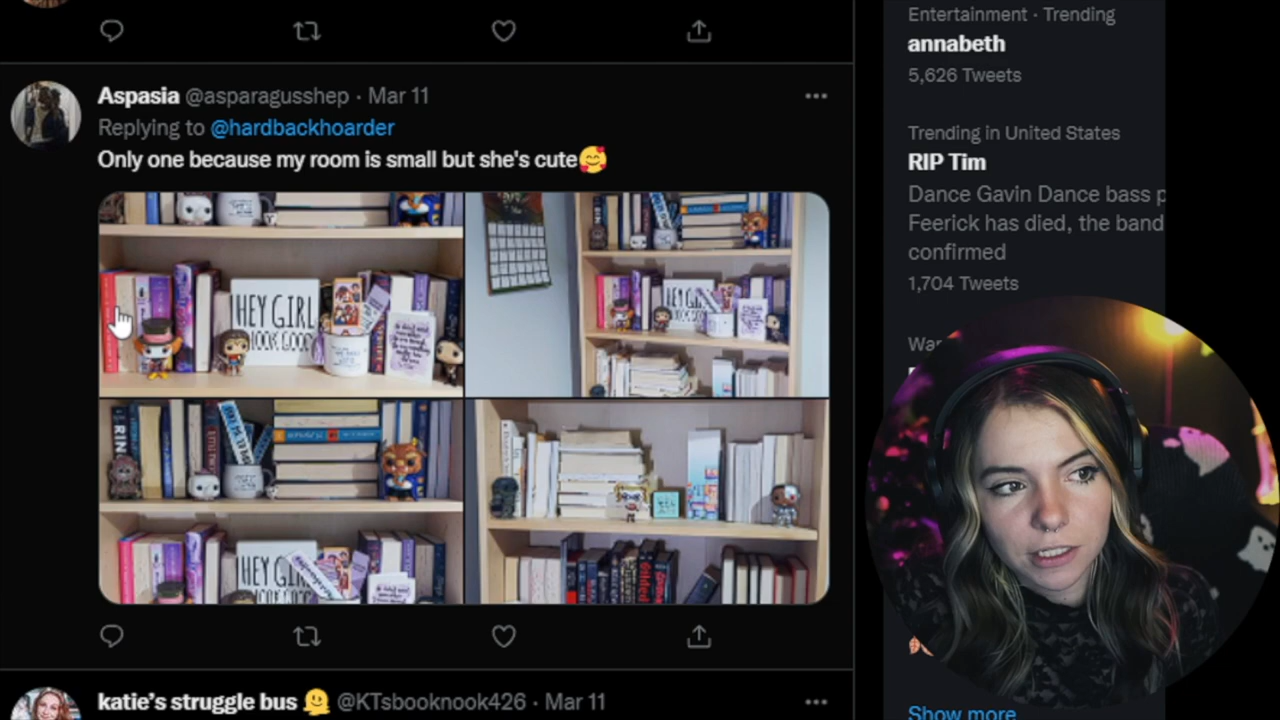 Entertainment · Trending
annabeth
5,626 Tweets
Aspasia @asparagusshep · Mar 11
Replying to @hardbackhoarder
Only one because my room is small but she's cute🥰
Trending in United States
RIP Tim
Dance Gavin Dance bass
Feerick has died, the band
confirmed
1,704 Tweets
HEY GIRL
HEY GIRL
katie's struggle bus 🫠 @KTsbooknook426 · Mar 11
Show more